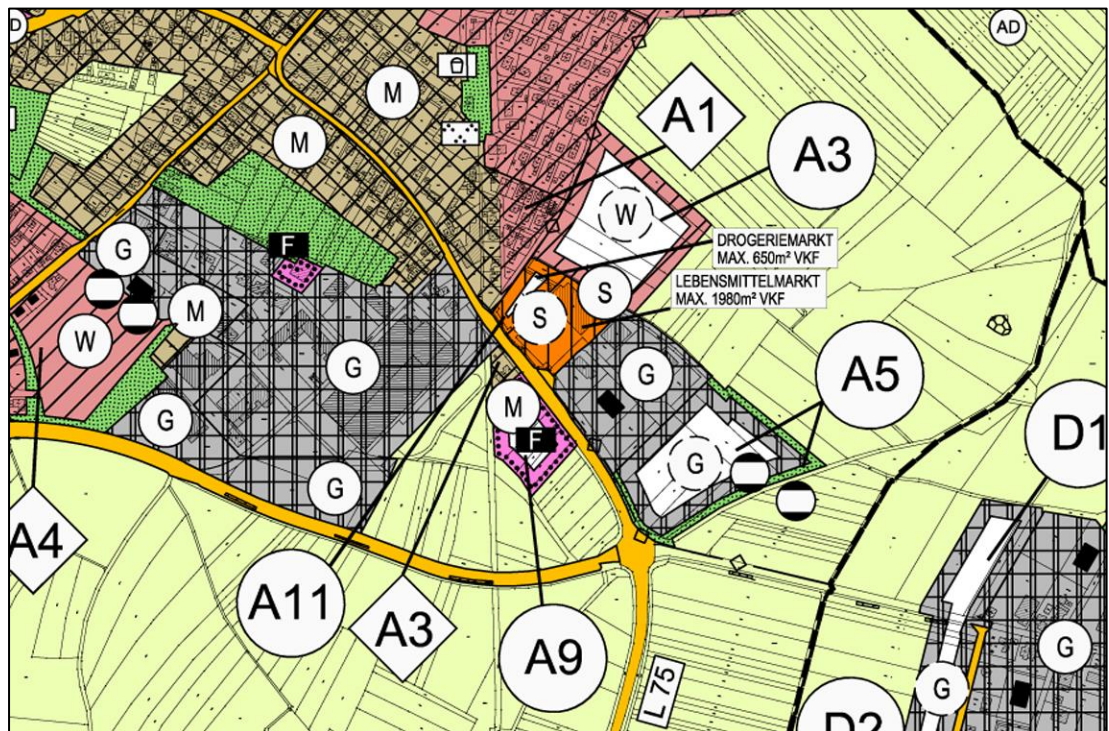 D
AD
M
A1
A3
M
W
G
F
DROGERIEMARKT
MAX. 650m² VKF
LEBENSMITTELMARKT
MAX. 1980m² VKF
S
S
M
W
G
G
A5
M
F
G
D1
G
G
A4
A11
A3
A9
L 75
G
G
D2